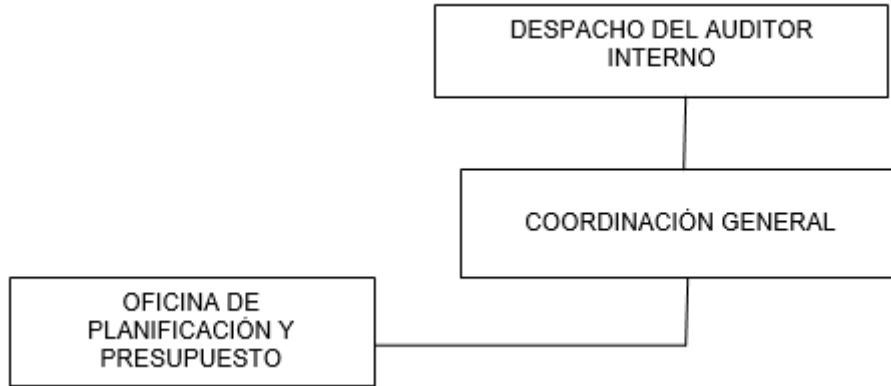 DESPACHO DEL AUDITOR
INTERNO
COORDINACIÓN GENERAL
OFICINA DE
PLANIFICACIÓN Y
PRESUPUESTO